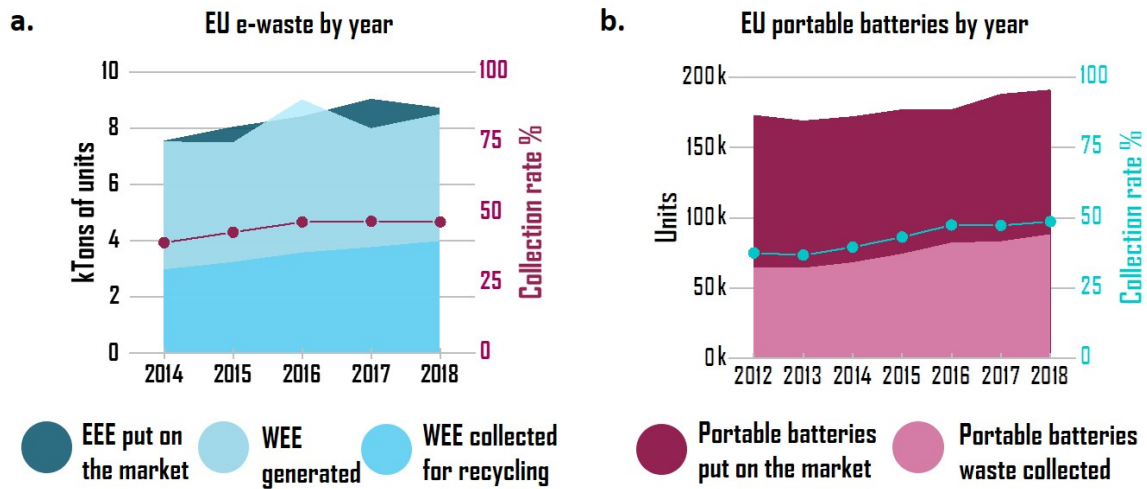 a.
EU e-waste by year
10
8
6
4
2
0
kTons of units
100
75
50
25
0
Collection rate %
2014 2015 2016 2017 2018
EEE put on
the market
WEE
generated
WEE collected
for recycling
b.
EU portable batteries by year
200k
150k
100k
50k
0k
Units
100
75
50
25
0
Collection rate %
2012 2013 2014 2015 2016 2017 2018
Portable batteries
put on the market
Portable batteries
waste collected